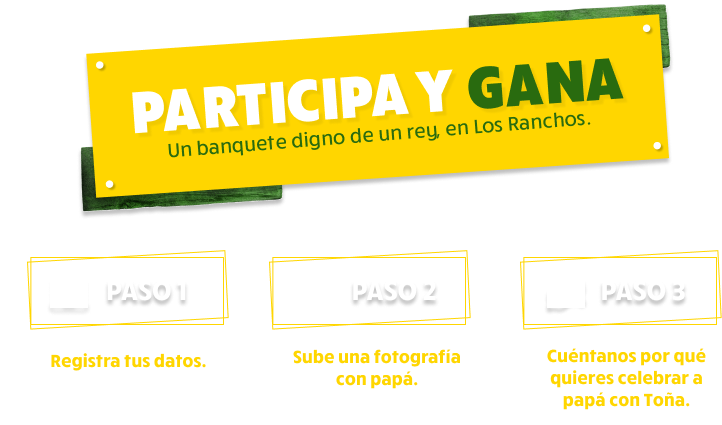 PARTICIPA Y GANA
Un banquete digno de un rey, en Los Ranchos.
PASO 1
Registra tus datos.
PASO 2
Sube una fotografía
con papá.
PASO 3
Cuéntanos por qué
quieres celebrar a
papá con Toña.